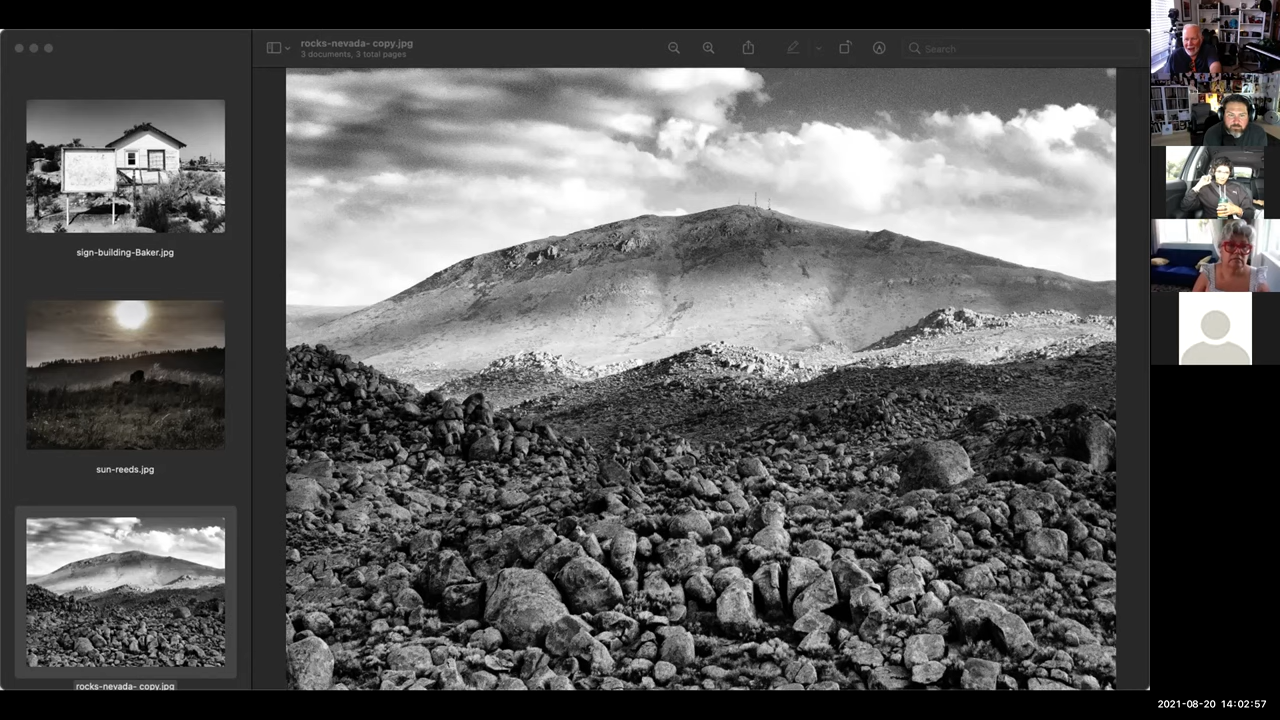 rocks-nevada- copy.jpg
3 documents, 3 total pages
Search
sign-building-Baker.jpg
sun-reeds.jpg
rocks-nevada- copy.jpg
2021-08-20 14:02:57